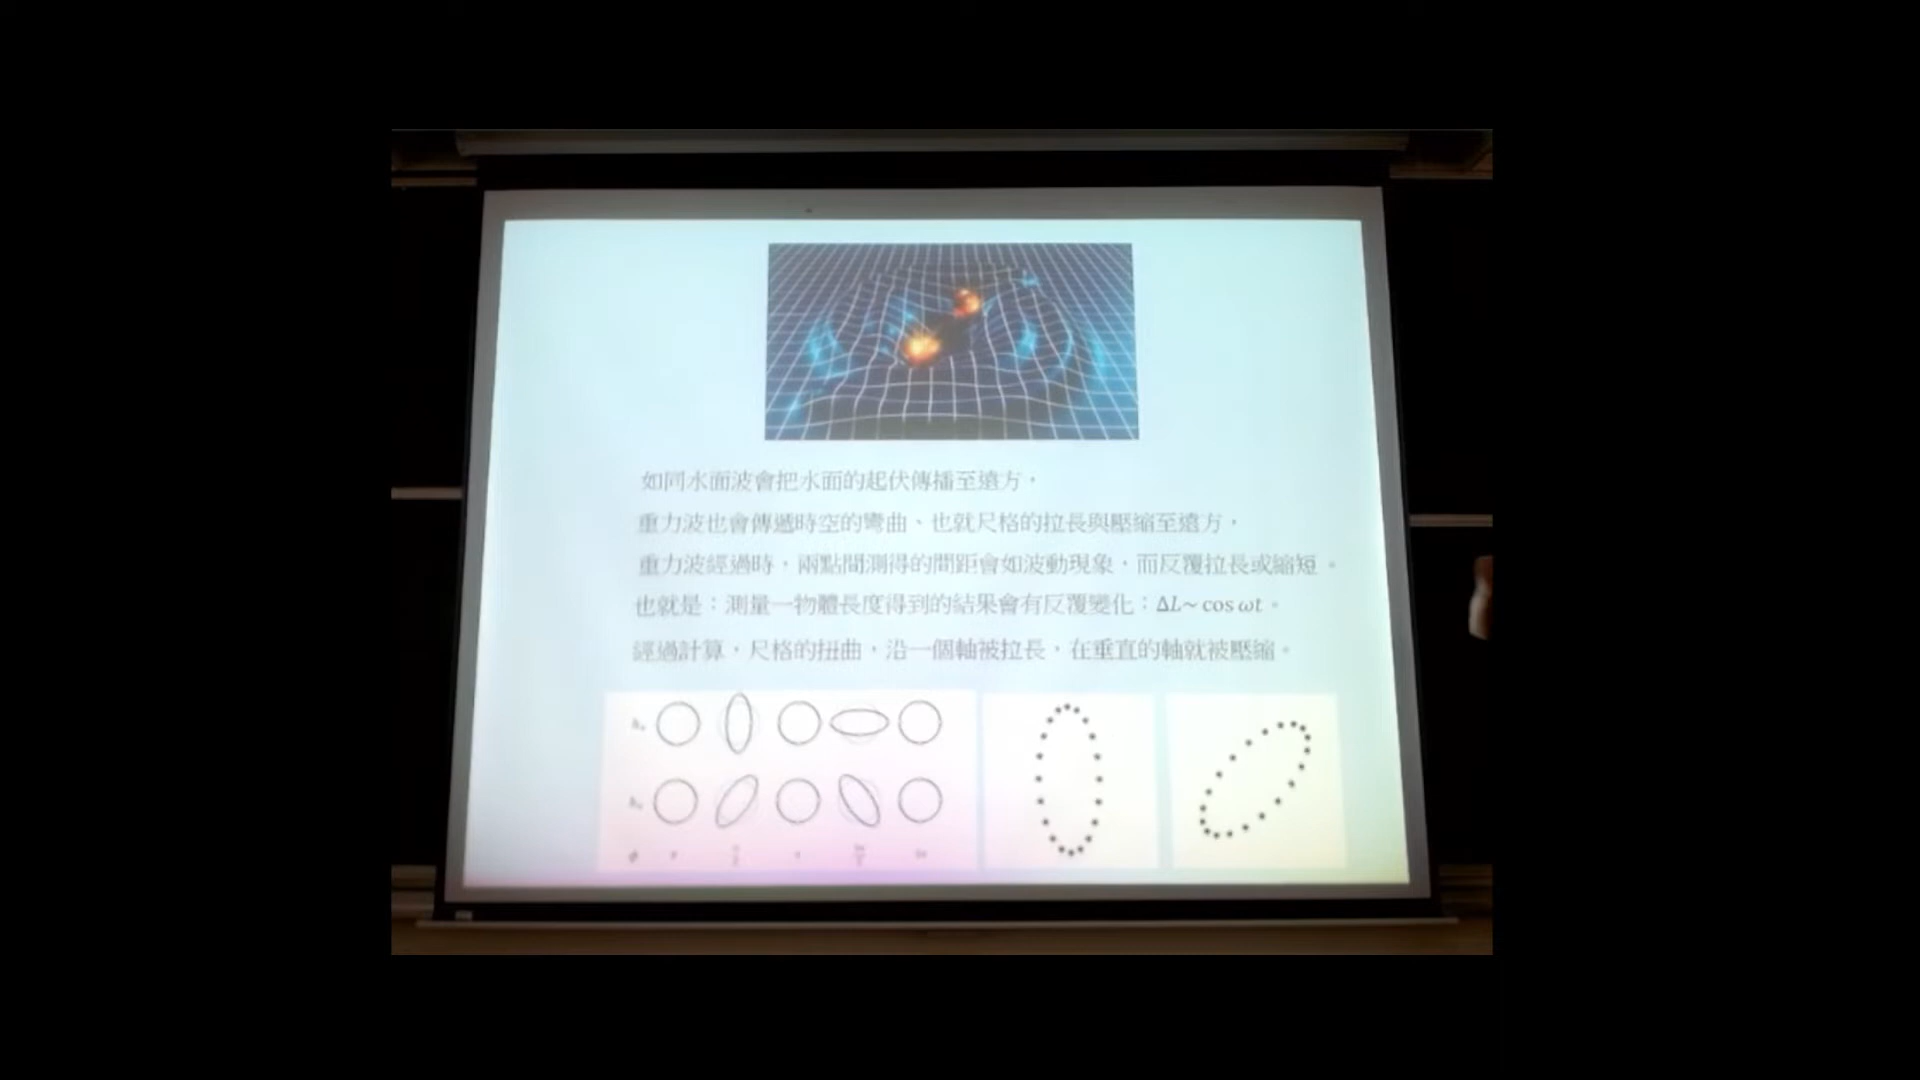 如同水面波會把水面的起伏傳播至遠方，
重力波也會傳遞時空的彎曲、也就尺格的拉長與壓縮至遠方，
重力波經過時，兩點間測得的間距會如波動現象，而反覆拉長或縮短。
也就是：測量一物體長度得到的結果會有反覆變化；ΔL~ cos ωt。
經過計算，尺格的扭曲，沿一個軸被拉長，在垂直的軸就被壓縮。